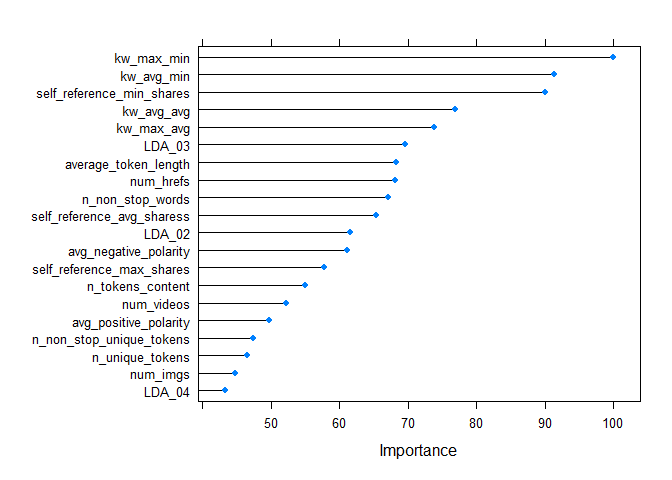 kw_max_min
kw_avg_min
self_reference_min_shares
kw_avg_avg
kw_max_avg
LDA_03
average_token_length
num_hrefs
n_non_stop_words
self_reference_avg_sharess
LDA_02
avg_negative_polarity
self_reference_max_shares
n_tokens_content
num_videos
avg_positive_polarity
n_non_stop_unique_tokens
n_unique_tokens
num_imgs
LDA_04
50 60 70 80 90 100
Importance